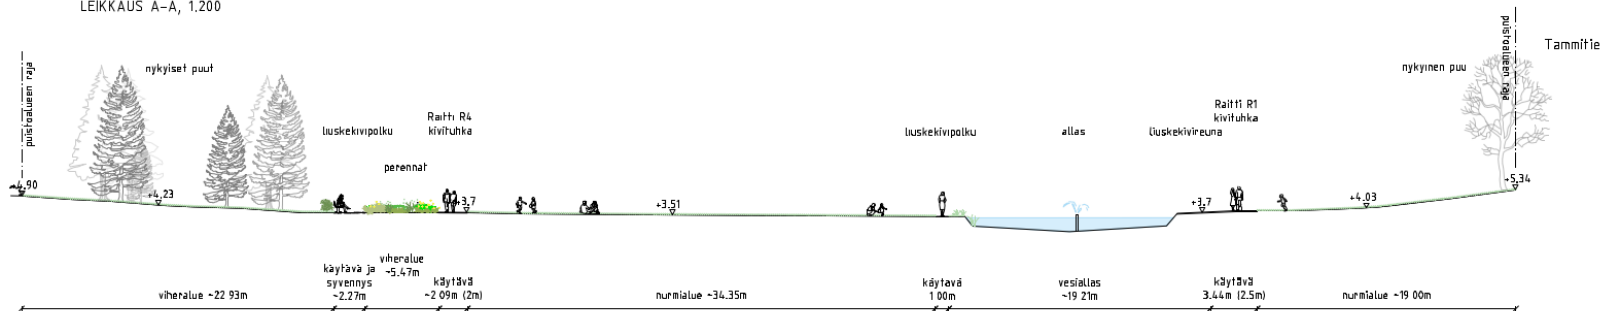 LEIKKAUS A-A, 1.200
puistoalueen raja
nykyiset puut
liuskekivipolku
Raitti R4
kivituhka
perennat
liuskekivipolku
allas
liuskekivireuna
Raitti R1
kivituhka
nykyinen puu
puistoalueen raja
Tammitie
+4.90
+4.23
+3.7
+3.51
+3.7
+4.03
+5.34
viheralue ~22 93m
käytävä ja
syvennys
~2.27m
viheralue
~5.47m
käytävä
~2 09m (2m)
nurmialue ~34.35m
käytävä
1 00m
vesiallas
~19 21m
käytävä
3.44m (2.5m)
nurmialue ~19 00m